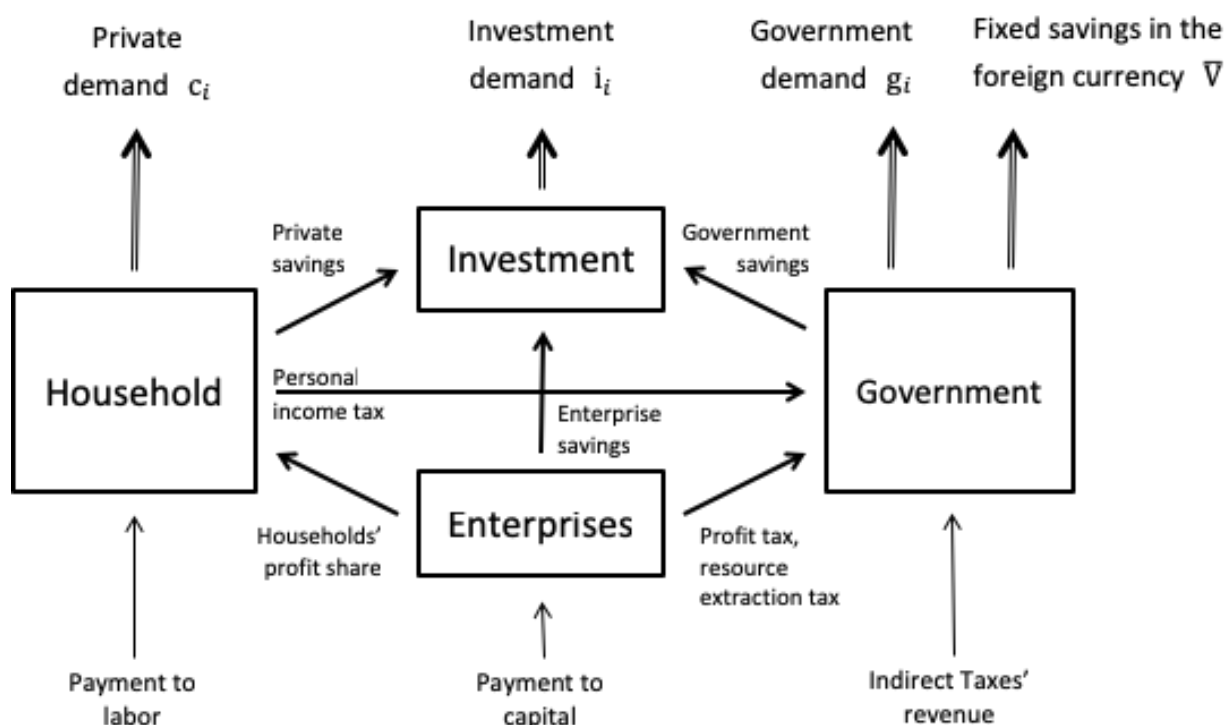 Private
demand c_i
Investment
demand i_i
Government
demand g_i
Fixed savings in the
foreign currency ∇̅
Private
savings
Investment
Government
savings
Household
Personal
income tax
Enterprise
savings
Government
Households'
profit share
Enterprises
Profit tax,
resource
extraction tax
Payment to
labor
Payment to
capital
Indirect Taxes'
revenue